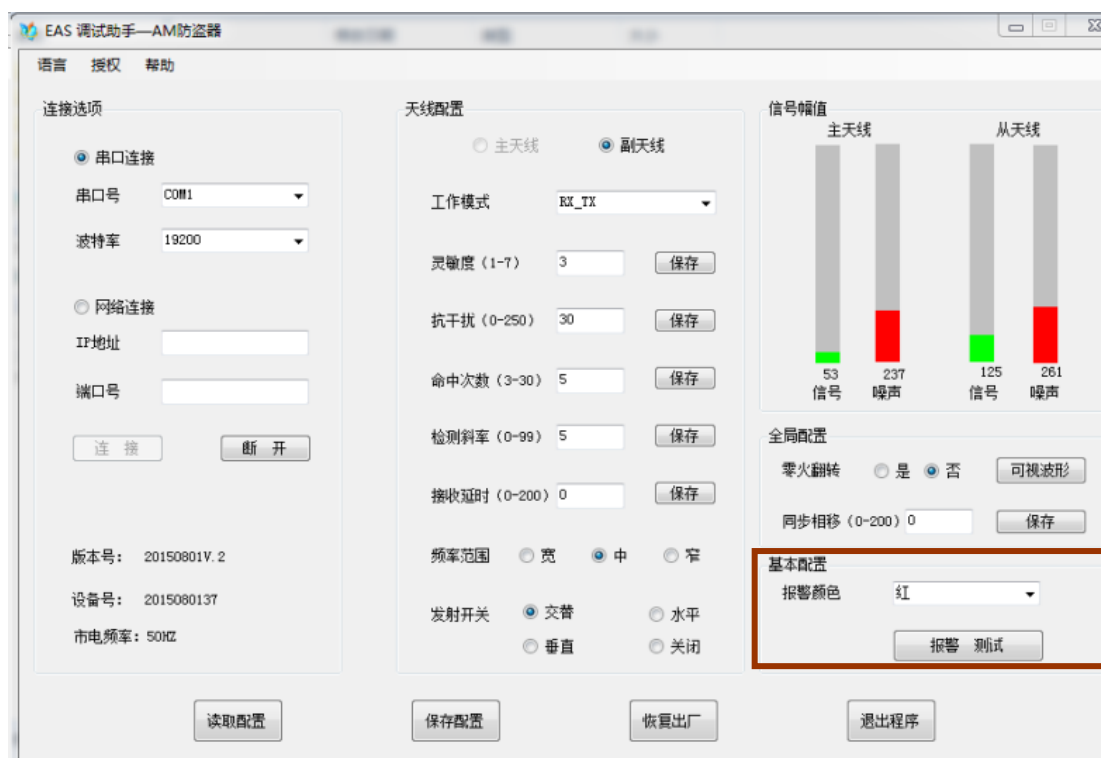 EAS 调试助手—AM防盗器
语言 授权 帮助
连接选项
串口连接
串口号 COM1
波特率 19200
网络连接
IP地址
端口号
连 接 断 开
版本号: 20150801V.2
设备号: 2015080137
市电频率: 50HZ
天线配置
主天线 副天线
工作模式 RX_TX
灵敏度 (1-7) 3 保存
抗干扰 (0-250) 30 保存
命中次数 (3-30) 5 保存
检测斜率 (0-99) 5 保存
接收延时 (0-200) 0 保存
频率范围 宽 中 窄
发射开关 交替 水平
垂直 关闭
信号幅值
主天线 从天线
53 237 125 261
信号 噪声 信号 噪声
全局配置
零火翻转 是 否 可视波形
同步相移 (0-200) 0 保存
基本配置
报警颜色 红
报警 测试
读取配置 保存配置 恢复出厂 退出程序